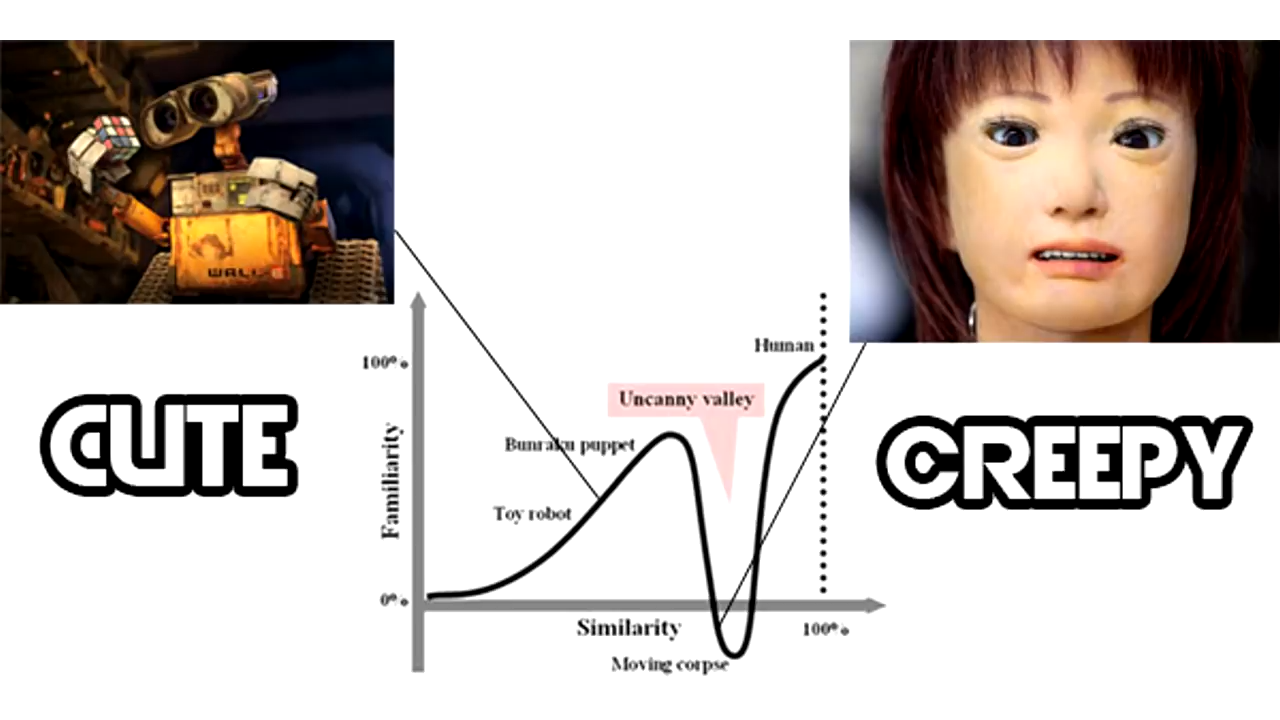 WALL-E
Human
100%
Uncanny valley
CUTE
CREEPY
Bunraku puppet
Familiarity
Toy robot
0%
Similarity
100%
Moving corpse